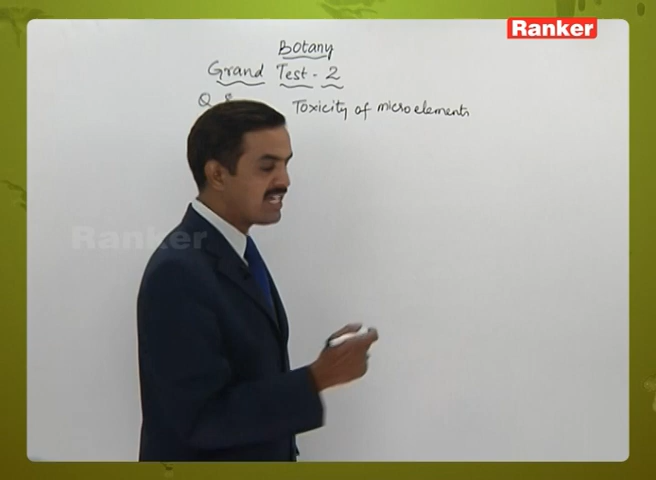 Ranker
Botany
Grand Test - 2
Q Toxicity of microelements
Ranker